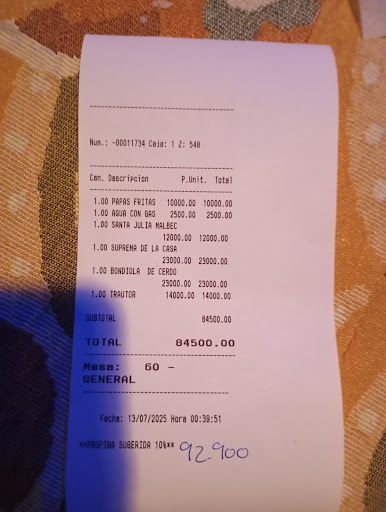 Num.: -00011734 Caja: 1 Z: 548
Can. Descripcion P.Unit. Total
1.00 PAPAS FRITAS 10000.00 10000.00
1.00 AGUA CON GAS 2500.00 2500.00
1.00 SANTA JULIA MALBEC
12000.00 12000.00
1.00 SUPREMA DE LA CASA
23000.00 23000.00
1.00 BONDIOLA DE CERDO
23000.00 23000.00
1.00 TRAUTOR 14000.00 14000.00
SUBTOTAL 84500.00
TOTAL 84500.00
Mesa: 60 -
GENERAL
Fecha: 13/07/2025 Hora 00:39:51
**PROPINA SUGERIDA 10%** 92.900